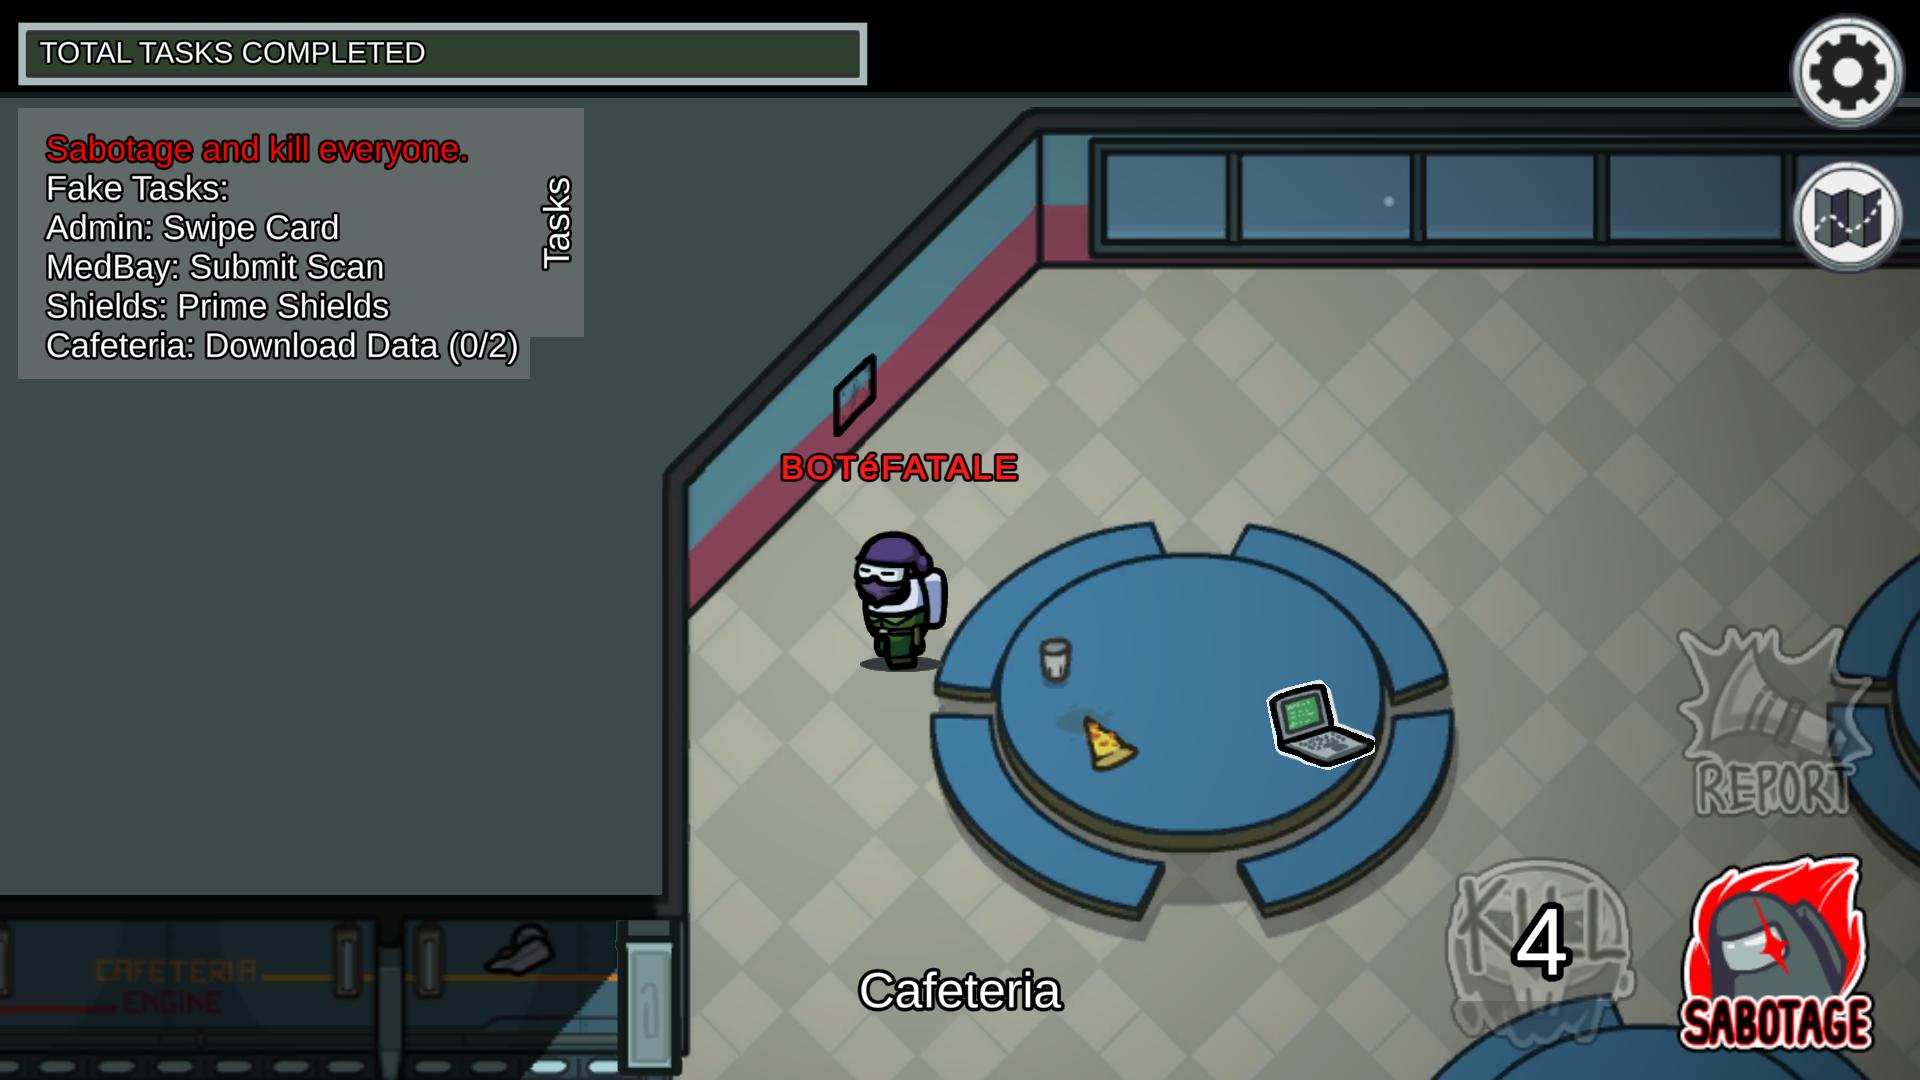 TOTAL TASKS COMPLETED
Sabotage and kill everyone.
Fake Tasks:
Admin: Swipe Card
MedBay: Submit Scan
Shields: Prime Shields
Cafeteria: Download Data (0/2)
Tasks
BOTéFATALE
REPORT
KILL
4
SABOTAGE
CAFETERIA
ENGINE
Cafeteria